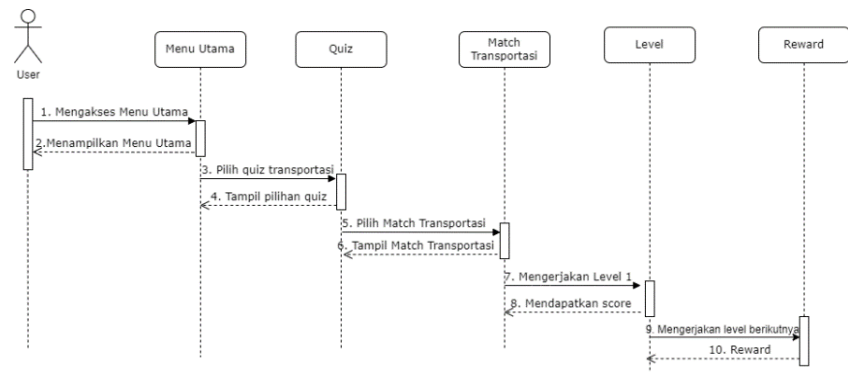 Menu Utama
Quiz
Match
Transportasi
Level
Reward
User
1. Mengakses Menu Utama
2.Menampilkan Menu Utama
3. Pilih quiz transportasi
4. Tampil pilihan quiz
5. Pilih Match Transportasi
6. Tampil Match Transportasi
7. Mengerjakan Level 1
8. Mendapatkan score
9. Mengerjakan level berikutnya
10. Reward